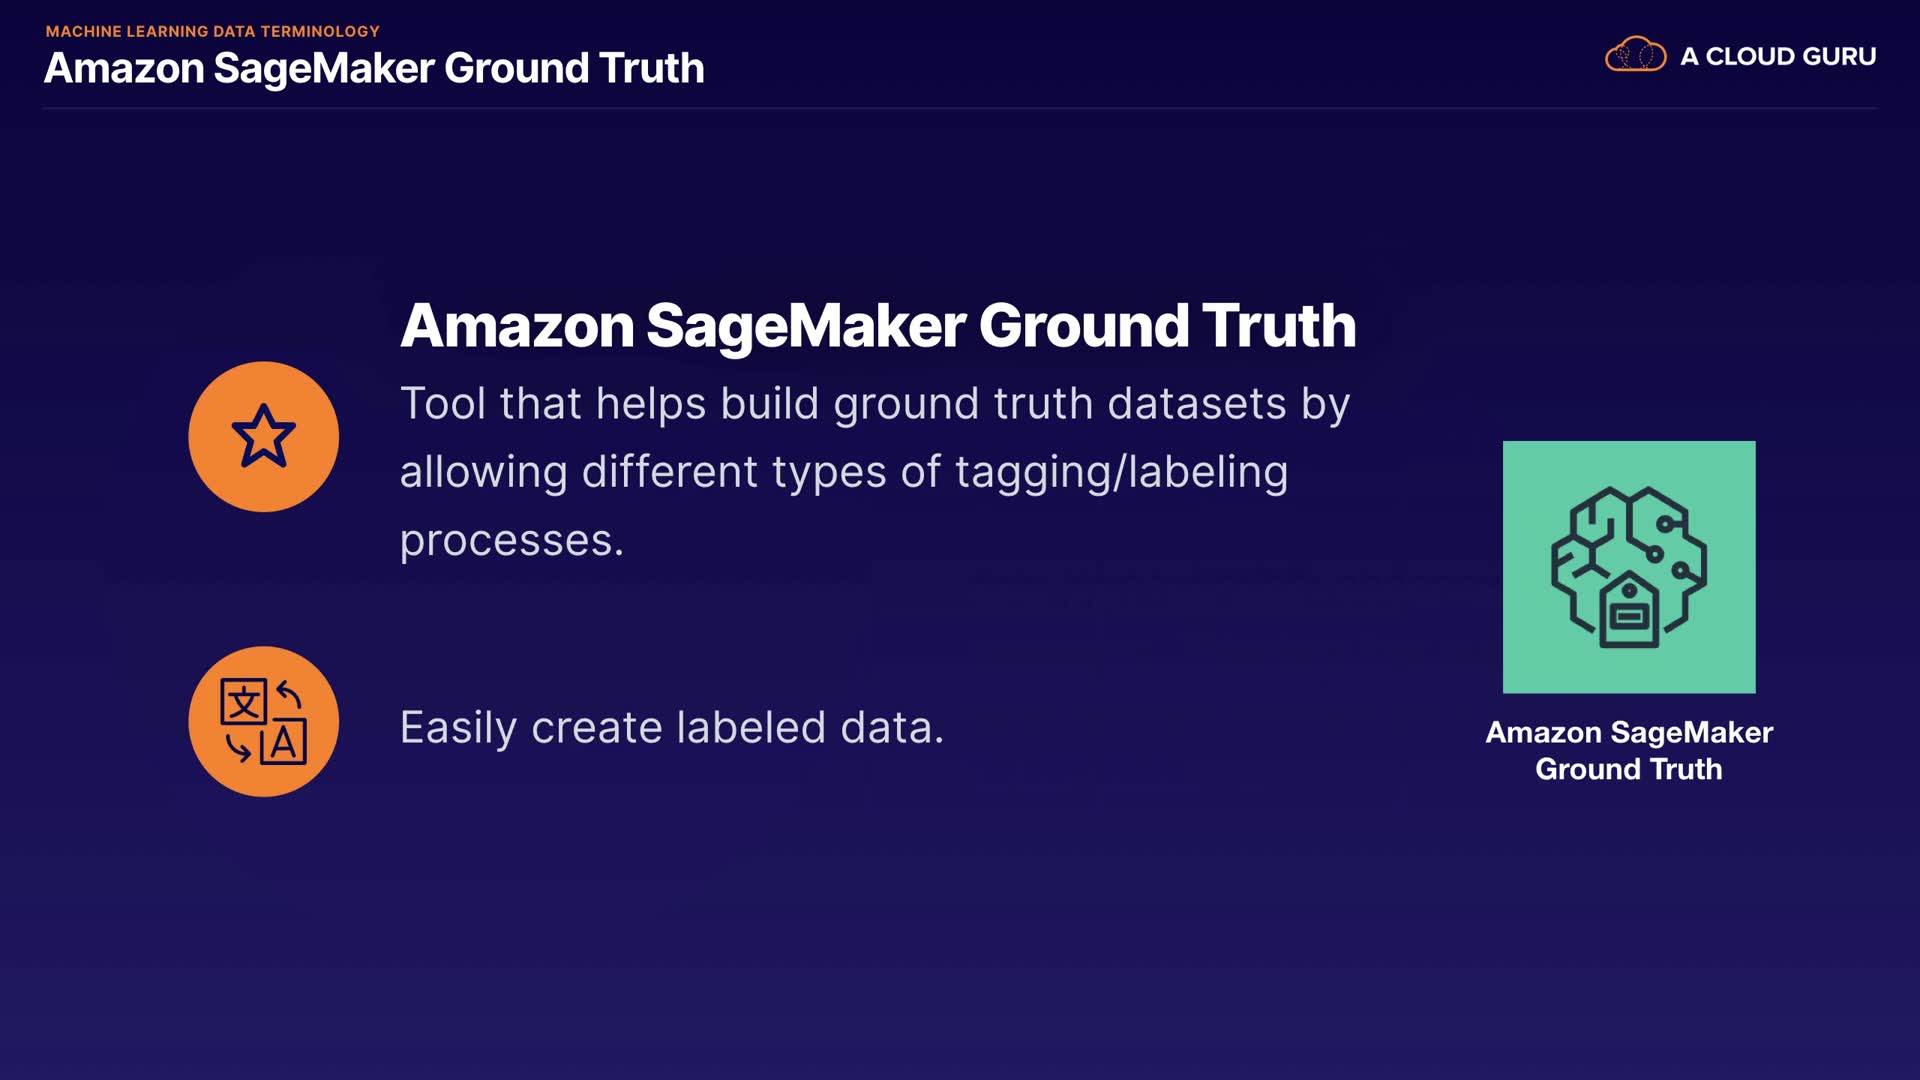 MACHINE LEARNING DATA TERMINOLOGY
Amazon SageMaker Ground Truth
A CLOUD GURU
Amazon SageMaker Ground Truth
Tool that helps build ground truth datasets by
allowing different types of tagging/labeling
processes.
文
A
Easily create labeled data.
Amazon SageMaker
Ground Truth